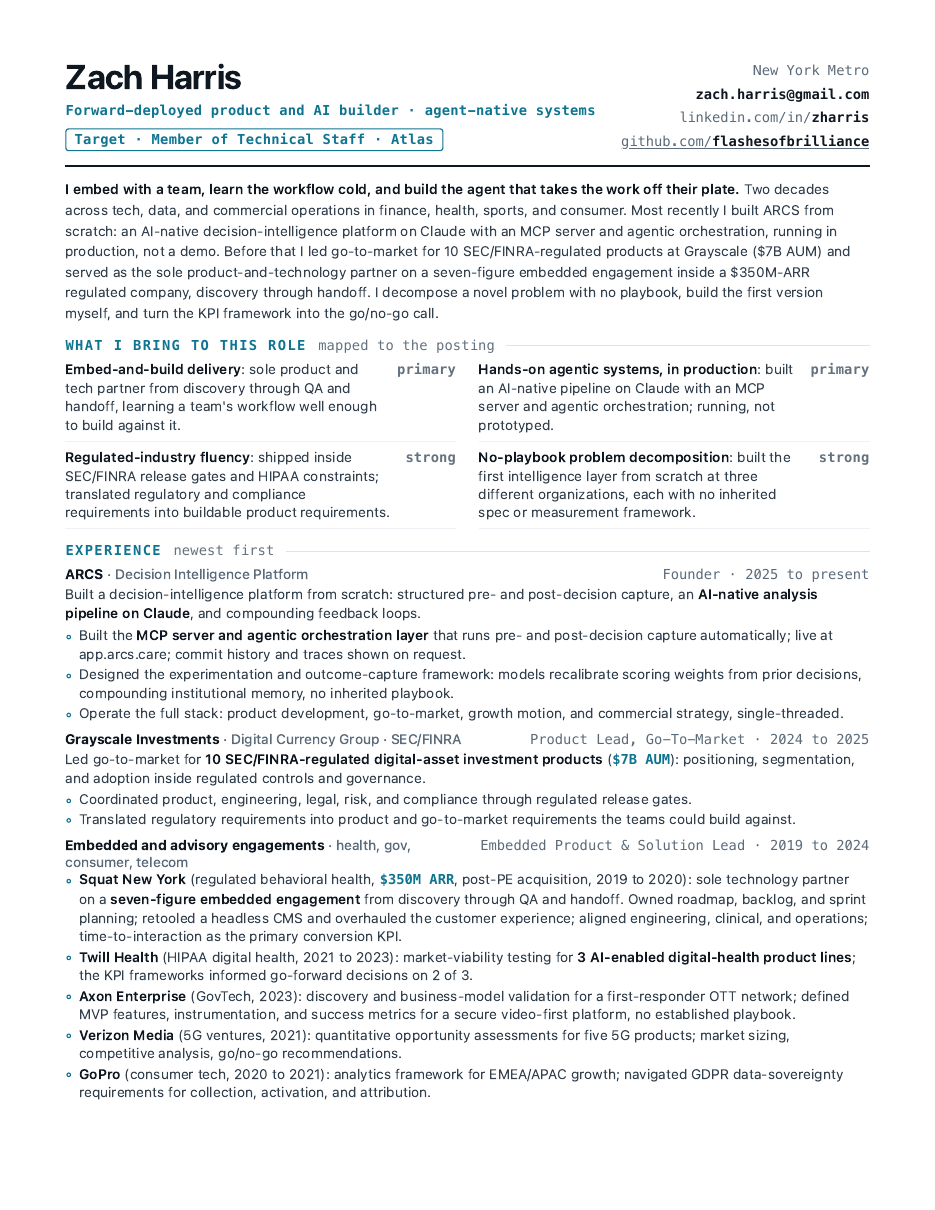 Zach Harris
Forward-deployed product and AI builder · agent-native systems
Target · Member of Technical Staff · Atlas
New York Metro
zach.harris@gmail.com
linkedin.com/in/zharris
github.com/flashesofbrilliance
I embed with a team, learn the workflow cold, and build the agent that takes the work off their plate. Two decades
across tech, data, and commercial operations in finance, health, sports, and consumer. Most recently I built ARCS from
scratch: an AI-native decision-intelligence platform on Claude with an MCP server and agentic orchestration, running in
production, not a demo. Before that I led go-to-market for 10 SEC/FINRA-regulated products at Grayscale ($7B AUM) and
served as the sole product-and-technology partner on a seven-figure embedded engagement inside a $350M-ARR
regulated company, discovery through handoff. I decompose a novel problem with no playbook, build the first version
myself, and turn the KPI framework into the go/no-go call.
WHAT I BRING TO THIS ROLE mapped to the posting
Embed-and-build delivery: sole product and primary
tech partner from discovery through QA and
handoff, learning a team's workflow well enough
to build against it.
Hands-on agentic systems, in production: built primary
an AI-native pipeline on Claude with an MCP
server and agentic orchestration; running, not
prototyped.
Regulated-industry fluency: shipped inside strong
SEC/FINRA release gates and HIPAA constraints;
translated regulatory and compliance
requirements into buildable product requirements.
No-playbook problem decomposition: built the strong
first intelligence layer from scratch at three
different organizations, each with no inherited
spec or measurement framework.
EXPERIENCE newest first
ARCS · Decision Intelligence Platform Founder · 2025 to present
Built a decision-intelligence platform from scratch: structured pre- and post-decision capture, an AI-native analysis
pipeline on Claude, and compounding feedback loops.
Built the MCP server and agentic orchestration layer that runs pre- and post-decision capture automatically; live at
app.arcs.care; commit history and traces shown on request.
Designed the experimentation and outcome-capture framework: models recalibrate scoring weights from prior decisions,
compounding institutional memory, no inherited playbook.
Operate the full stack: product development, go-to-market, growth motion, and commercial strategy, single-threaded.
Grayscale Investments · Digital Currency Group · SEC/FINRA Product Lead, Go-To-Market · 2024 to 2025
Led go-to-market for 10 SEC/FINRA-regulated digital-asset investment products ($7B AUM): positioning, segmentation,
and adoption inside regulated controls and governance.
Coordinated product, engineering, legal, risk, and compliance through regulated release gates.
Translated regulatory requirements into product and go-to-market requirements the teams could build against.
Embedded and advisory engagements · health, gov, Embedded Product & Solution Lead · 2019 to 2024
consumer, telecom
Squat New York (regulated behavioral health, $350M ARR, post-PE acquisition, 2019 to 2020): sole technology partner
on a seven-figure embedded engagement from discovery through QA and handoff. Owned roadmap, backlog, and sprint
planning; retooled a headless CMS and overhauled the customer experience; aligned engineering, clinical, and operations;
time-to-interaction as the primary conversion KPI.
Twill Health (HIPAA digital health, 2021 to 2023): market-viability testing for 3 AI-enabled digital-health product lines;
the KPI frameworks informed go-forward decisions on 2 of 3.
Axon Enterprise (GovTech, 2023): discovery and business-model validation for a first-responder OTT network; defined
MVP features, instrumentation, and success metrics for a secure video-first platform, no established playbook.
Verizon Media (5G ventures, 2021): quantitative opportunity assessments for five 5G products; market sizing,
competitive analysis, go/no-go recommendations.
GoPro (consumer tech, 2020 to 2021): analytics framework for EMEA/APAC growth; navigated GDPR data-sovereignty
requirements for collection, activation, and attribution.